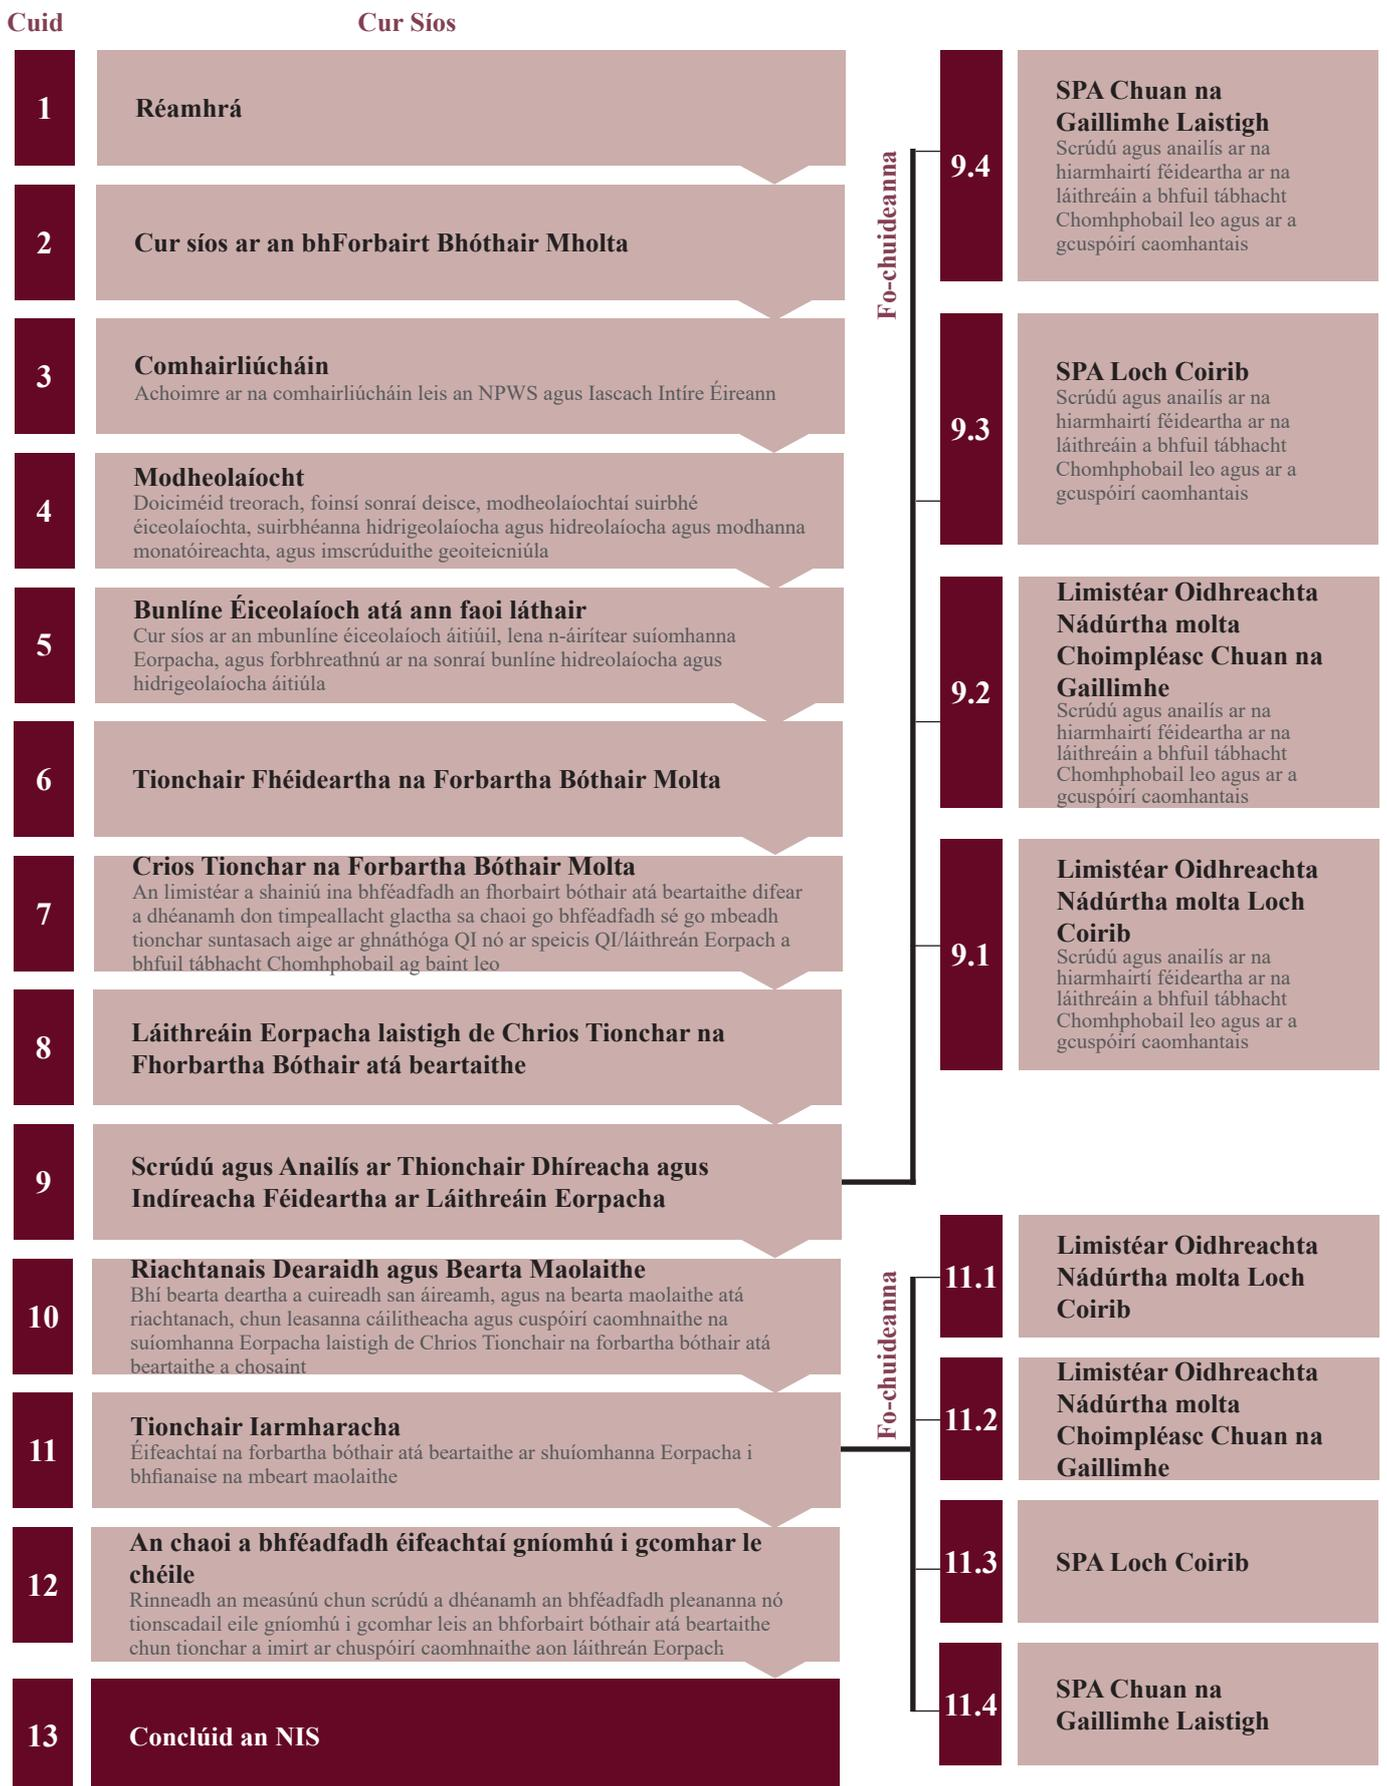 Cuid
Cur Síos
1
Réamhrá
2
Cur síos ar an bhForbairt Bhóthair Mholta
3
Comhairliúcháin
Achoimre ar na comhairliúcháin leis an NPWS agus Iascach Intíre Éireann
4
Modheolaíocht
Doiciméid treorach, foinsí sonraí deisce, modheolaíochtaí suirbhé
éiceolaíochta, suirbhéanna hidrigeolaíocha agus hidreolaíocha agus modhanna
monatóireachta, agus imscrúduithe geoiteicniúla
5
Bunlíne Éiceolaíoch atá ann faoi láthair
Cur síos ar an mbunlíne éiceolaíoch áitiúil, lena n-áirítear suíomhanna
Eorpacha, agus forbhreathnú ar na sonraí bunlíne hidreolaíocha agus
hidrigeolaíocha áitiúla
6
Tionchair Fhéideartha na Forbartha Bóthair Molta
7
Crios Tionchar na Forbartha Bóthair Molta
An limistéar a shainiú ina bhféadfadh an fhorbairt bóthair atá beartaithe difear
a dhéanamh don timpeallacht glactha sa chaoi go bhféadfadh sé go mbeadh
tionchar suntasach aige ar ghnáthóga QI nó ar speicis QI/láithreán Eorpach a
bhfuil tábhacht Chomhphobail ag baint leo
8
Láithreáin Eorpacha laistigh de Chrios Tionchar na
Fhorbartha Bóthair atá beartaithe
9
Scrúdú agus Anailís ar Thionchair Dhíreacha agus
Indíreacha Féideartha ar Láithreáin Eorpacha
10
Riachtanais Dearaidh agus Bearta Maolaithe
Bhí bearta deartha a cuireadh san áireamh, agus na bearta maolaithe atá
riachtanach, chun leasanna cáilitheacha agus cuspóirí caomhnaithe na
suíomhanna Eorpacha laistigh de Chrios Tionchair na forbartha bóthair atá
beartaithe a chosaint
11
Tionchair Iarmharacha
Éifeachtaí na forbartha bóthair atá beartaithe ar shuíomhanna Eorpacha i
bhfianaise na mbeart maolaithe
12
An chaoi a bhféadfadh éifeachtaí gníomhú i gcomhar le
chéile
Rinneadh an measúnú chun scrúdú a dhéanamh an bhféadfadh pleananna nó
tionscadail eile gníomhú i gcomhar leis an bhforbairt bóthair atá beartaithe
chun tionchar a imirt ar chuspóirí caomhnaithe aon láithreán Eorpach
13
Conclúid an NIS
Fo-chuideanna
9.4
SPA Chuan na
Gaillimhe Laistigh
Scrúdú agus anailís ar na
hiarmhairtí féideartha ar na
láithreáin a bhfuil tábhacht
Chomhphobail leo agus ar a
gcuspóirí caomhantais
9.3
SPA Loch Coirib
Scrúdú agus anailís ar na
hiarmhairtí féideartha ar na
láithreáin a bhfuil tábhacht
Chomhphobail leo agus ar a
gcuspóirí caomhantais
9.2
Limistéar Oidhreachta
Nádúrtha molta
Choimpléasc Chuan na
Gaillimhe
Scrúdú agus anailís ar na
hiarmhairtí féideartha ar na
láithreáin a bhfuil tábhacht
Chomhphobail leo agus ar a
gcuspóirí caomhantais
9.1
Limistéar Oidhreachta
Nádúrtha molta Loch
Coirib
Scrúdú agus anailís ar na
hiarmhairtí féideartha ar na
láithreáin a bhfuil tábhacht
Chomhphobail leo agus ar a
gcuspóirí caomhantais
Fo-chuideanna
11.1
Limistéar Oidhreachta
Nádúrtha molta Loch
Coirib
11.2
Limistéar Oidhreachta
Nádúrtha molta
Choimpléasc Chuan na
Gaillimhe
11.3
SPA Loch Coirib
11.4
SPA Chuan na
Gaillimhe Laistigh